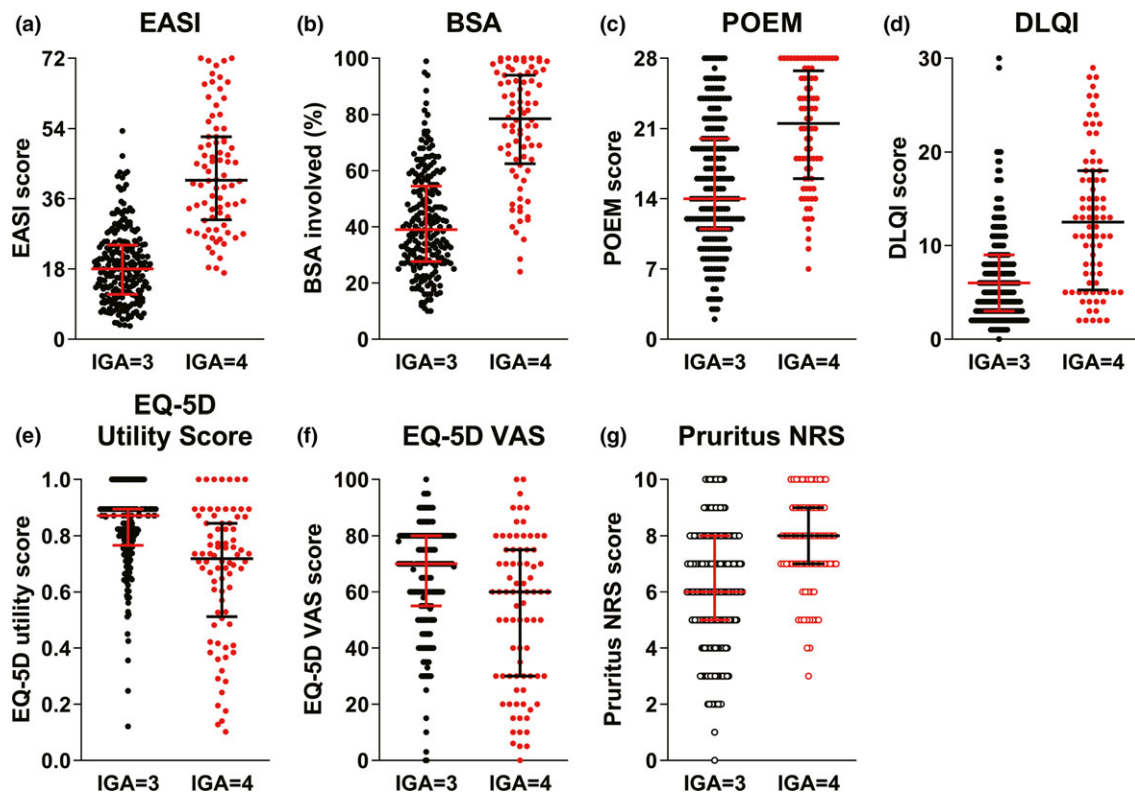 (a) EASI
EASI score
72
54
36
18
0
IGA=3 IGA=4
(b) BSA
BSA involved (%)
100
80
60
40
20
0
IGA=3 IGA=4
(c) POEM
POEM score
28
21
14
7
0
IGA=3 IGA=4
(d) DLQI
DLQI score
30
20
10
0
IGA=3 IGA=4
(e) EQ-5D
Utility Score
EQ-5D utility score
1.0
0.8
0.6
0.4
0.2
0.0
IGA=3 IGA=4
(f) EQ-5D VAS
EQ-5D VAS score
100
80
60
40
20
0
IGA=3 IGA=4
(g) Pruritus NRS
Pruritus NRS score
10
8
6
4
2
0
IGA=3 IGA=4